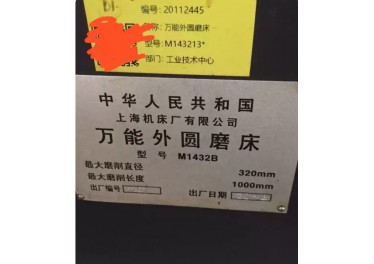 编号: 20112445
名称: 万能外圆磨床
型号: M143213*
部门: 工业技术中心
中华人民共和国
上海机床厂有限公司
万能外圆磨床
型号 M1432B
最大磨削直径 320mm
最大磨削长度 1000mm
出厂编号 出厂日期